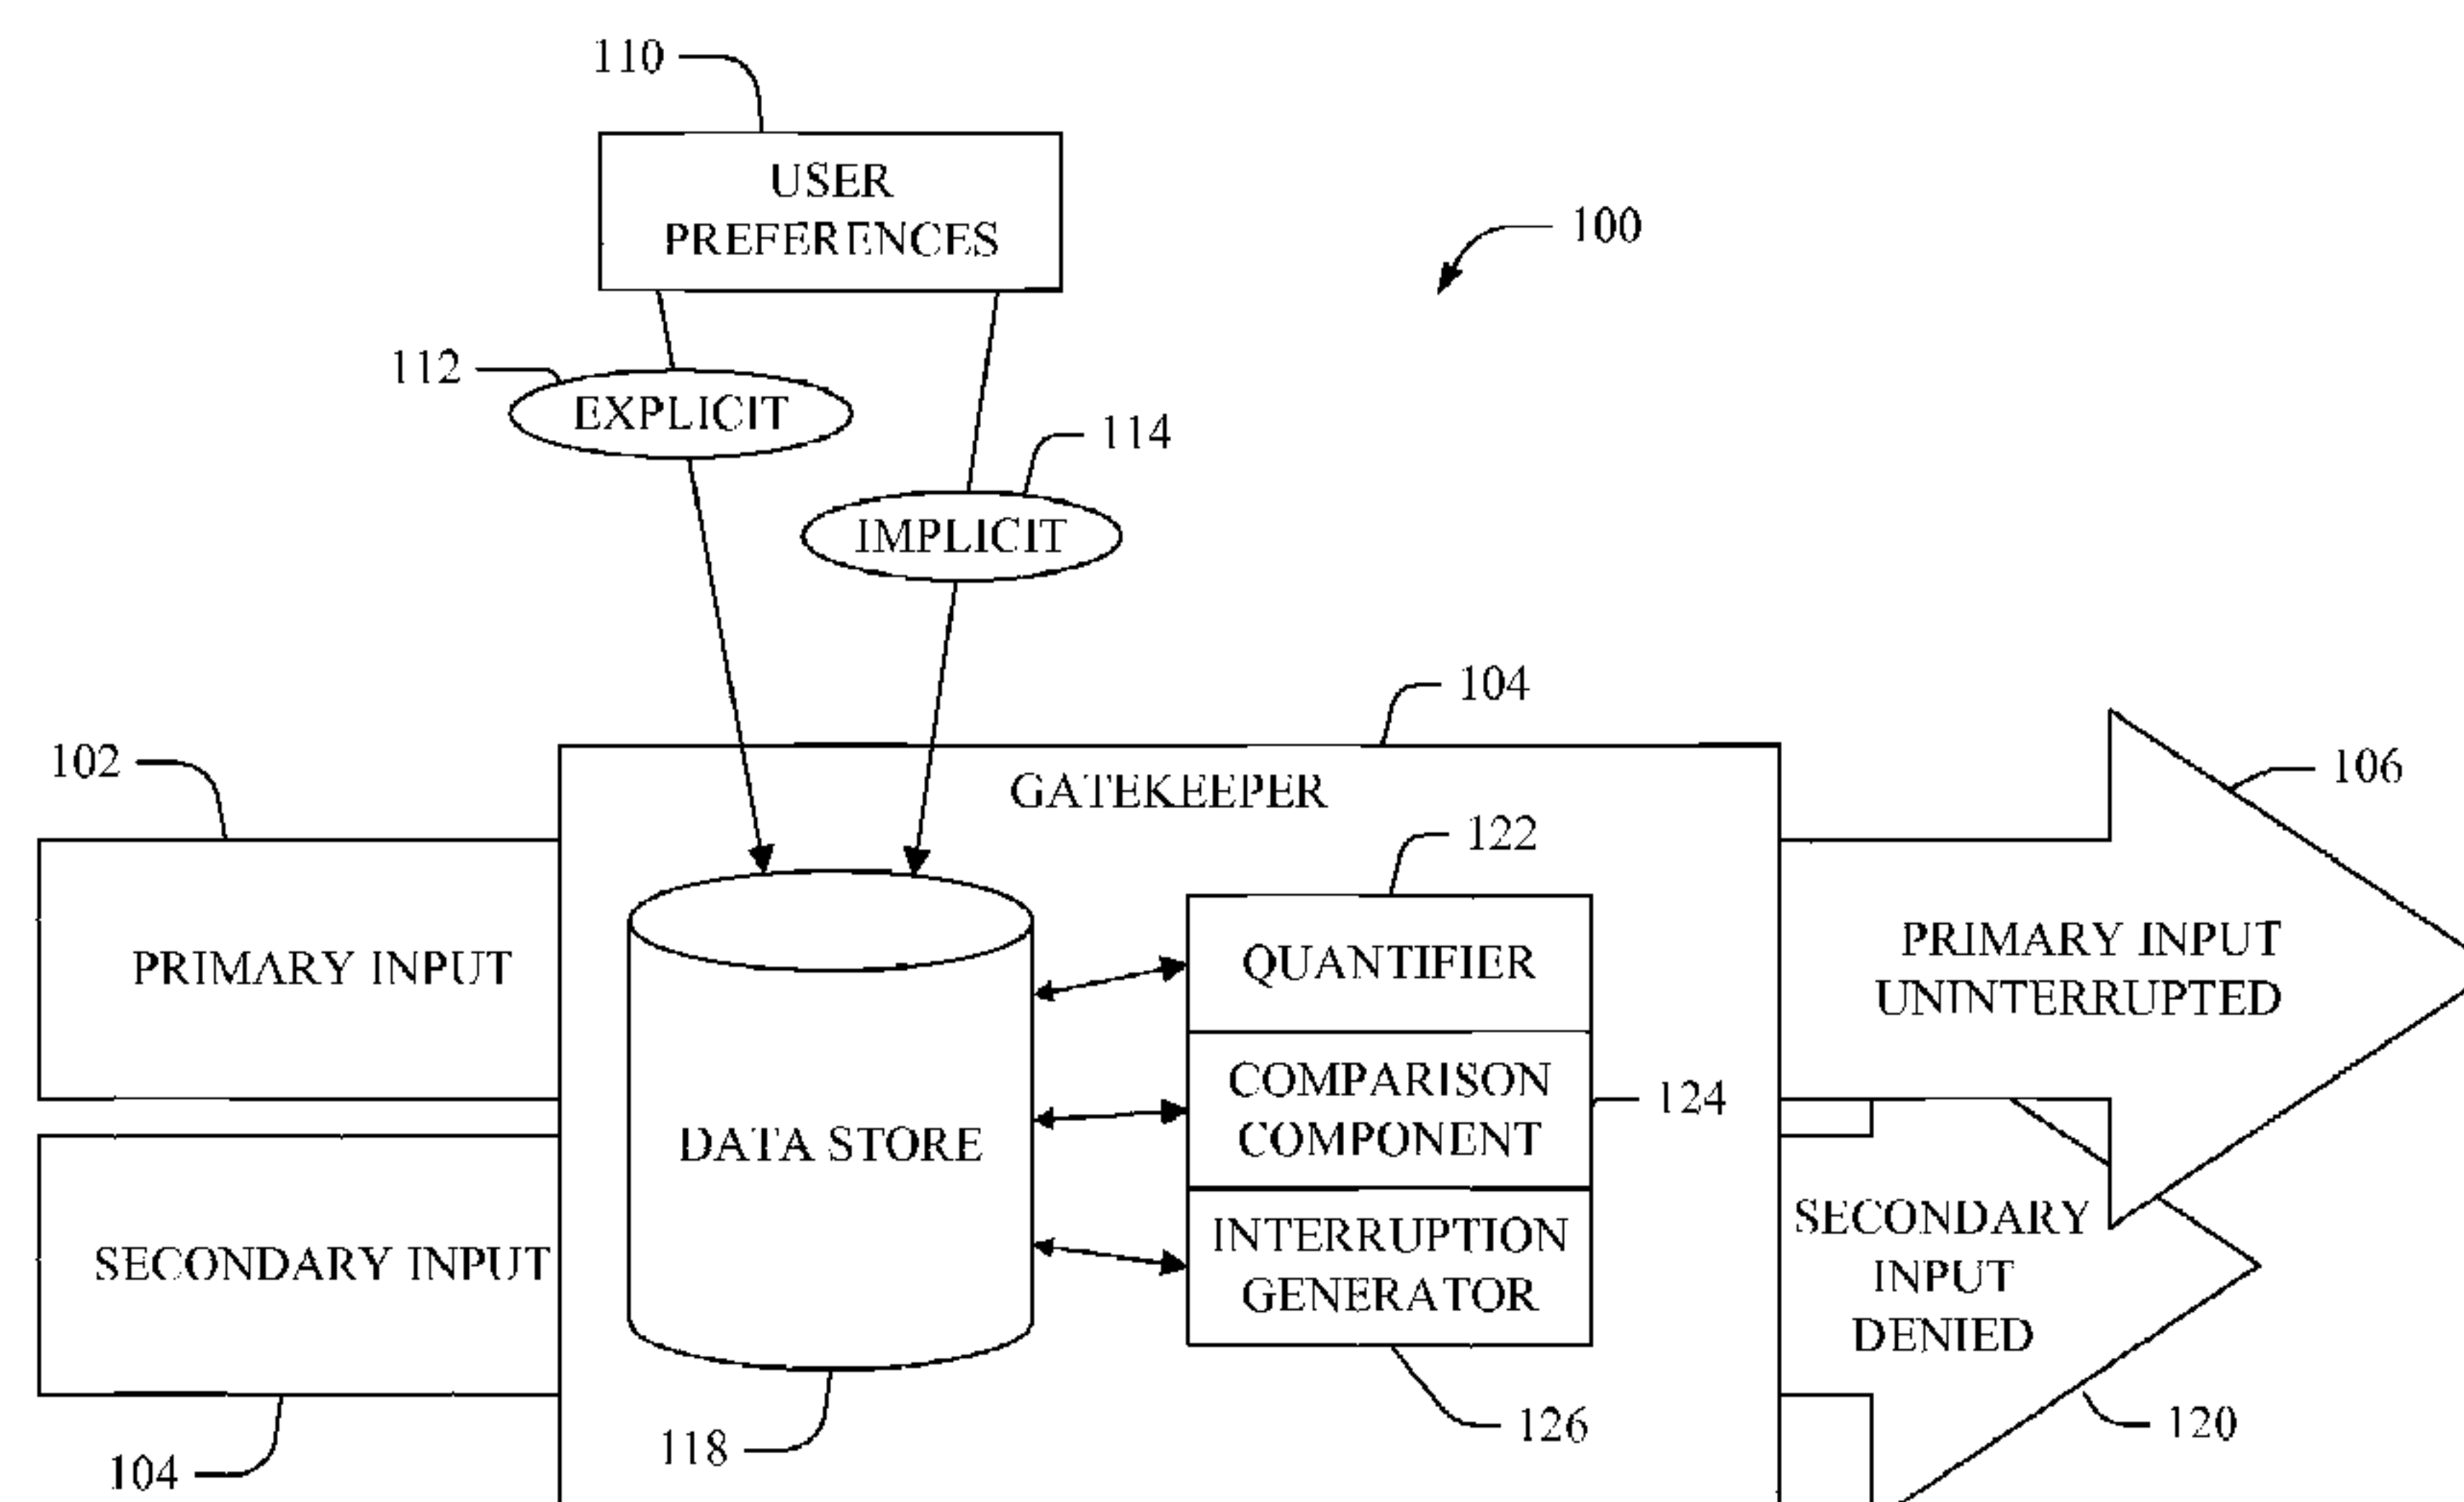 110
USER
PREFERENCES
100
112
EXPLICIT
114
IMPLICIT
104
102
GATEKEEPER
106
122
PRIMARY INPUT
QUANTIFIER
PRIMARY INPUT
UNINTERRUPTED
COMPARISON
COMPONENT
124
DATA STORE
SECONDARY INPUT
INTERRUPTION
GENERATOR
SECONDARY
INPUT
DENIED
104
118
126
120